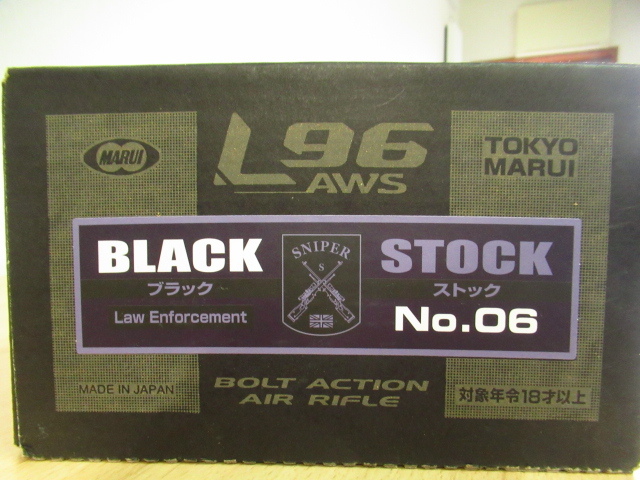 MARUI
L96
AWS
TOKYO
MARUI
BLACK
ブラック
Law Enforcement
SNIPER
S
STOCK
ストック
No.06
MADE IN JAPAN
BOLT ACTION
AIR RIFLE
対象年令18才以上